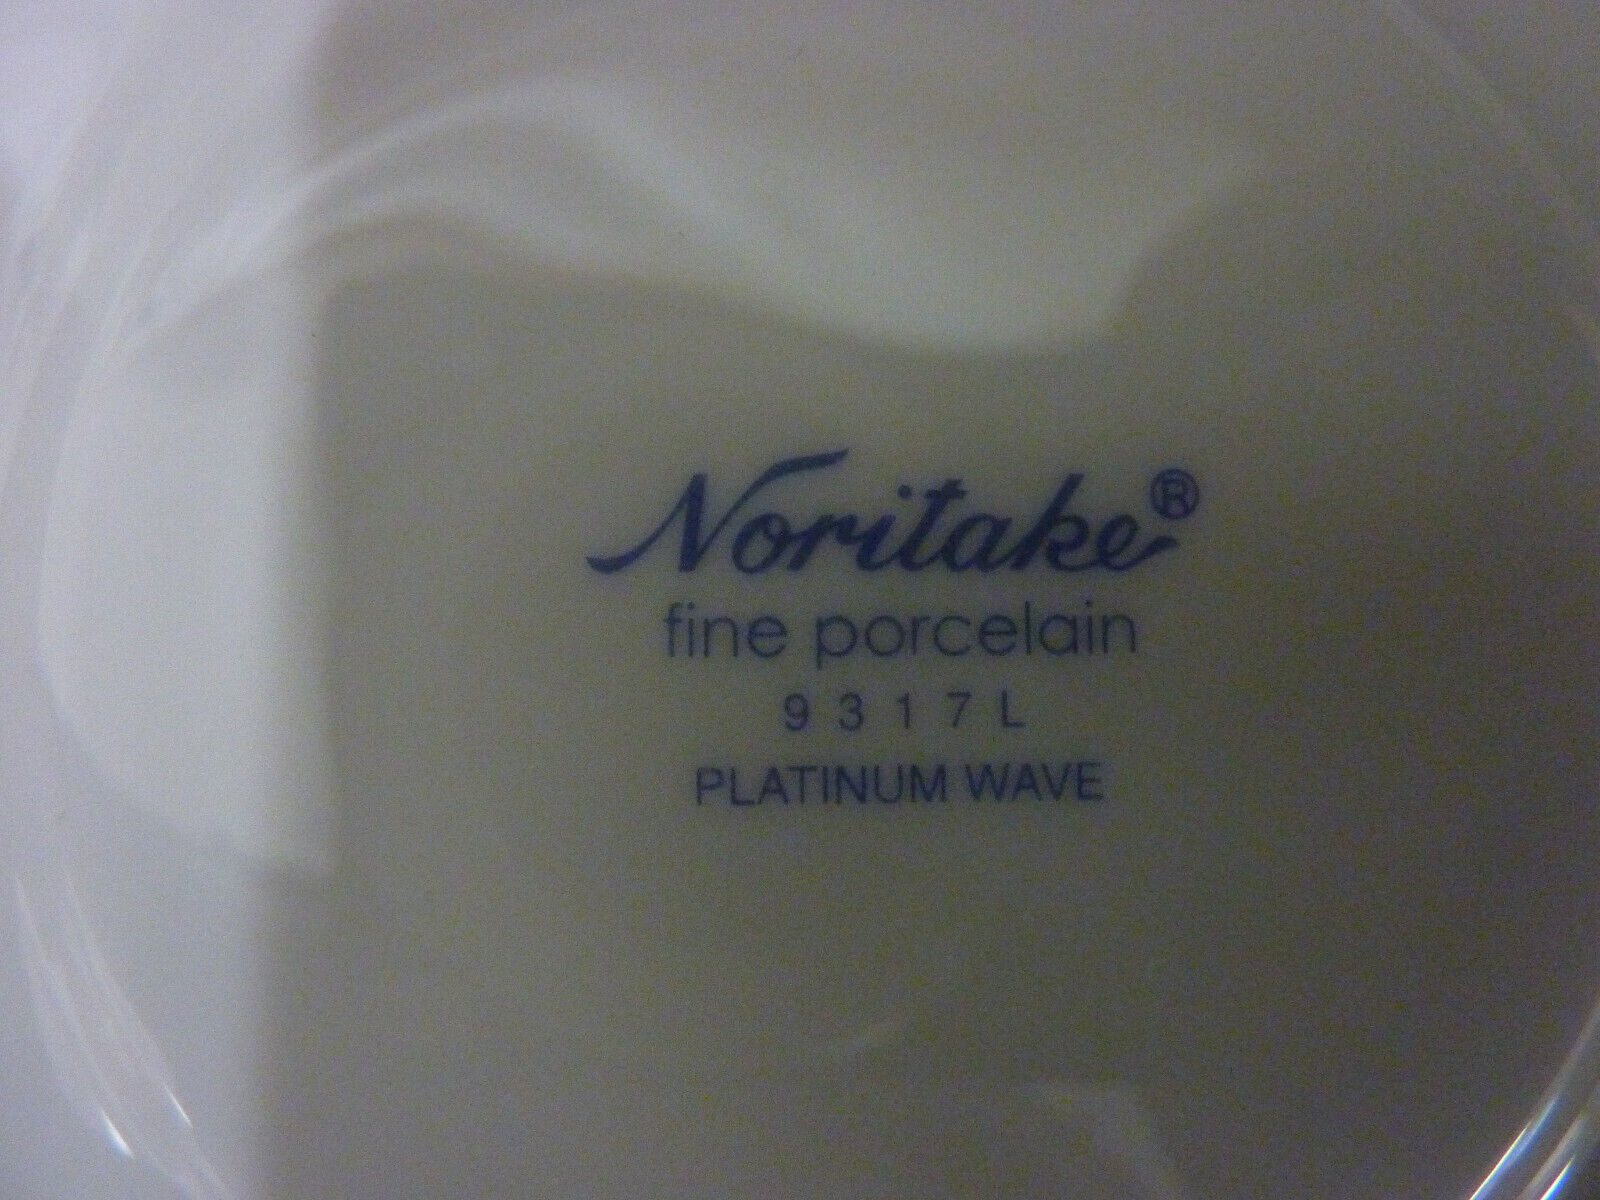 Noritake®
fine porcelain
9317L
PLATINUM WAVE